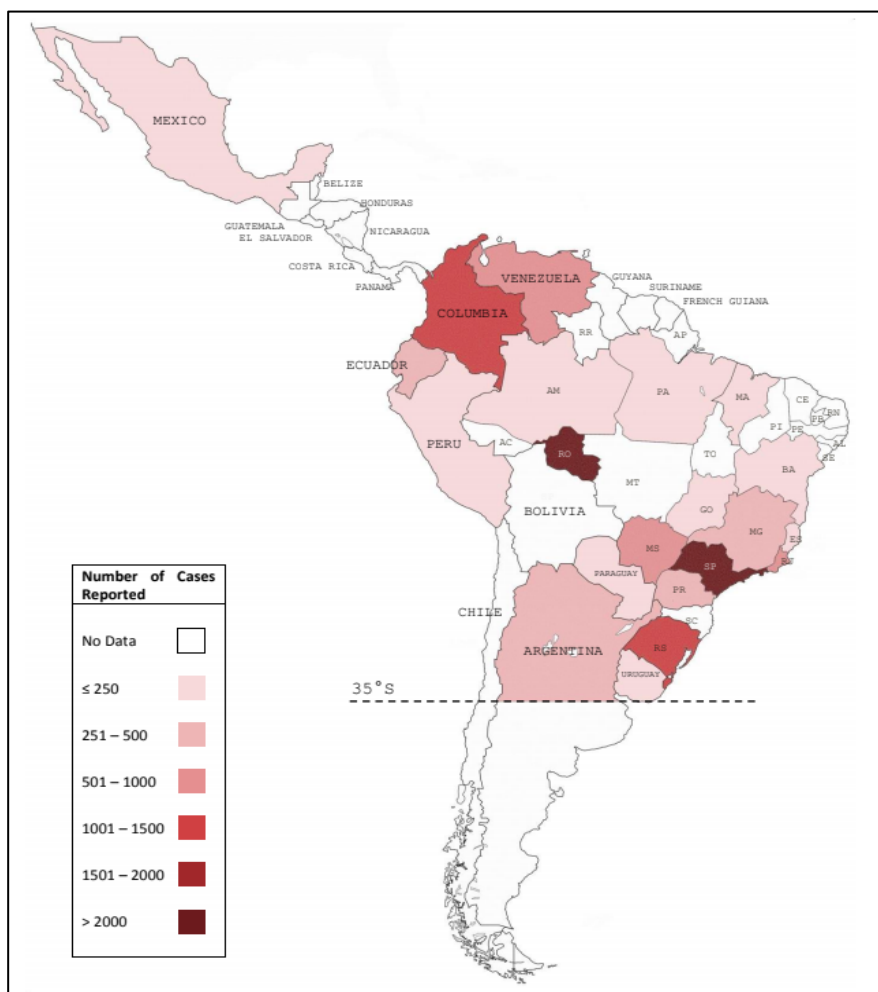 MEXICO
BELIZE
HONDURAS
GUATEMALA
EL SALVADOR
NICARAGUA
COSTA RICA
PANAMA
VENEZUELA
GUYANA
SURINAME
FRENCH GUIANA
COLUMBIA
RR
AP
ECUADOR
AM
PA
MA
CE
RN
PB
PI
PE
AL
SE
PERU
AC
RO
TO
BA
MT
BOLIVIA
GO
MG
ES
MS
SP
PARAGUAY
PR
SC
CHILE
ARGENTINA
RS
URUGUAY
35°S
Number of Cases
Reported
No Data
≤ 250
251 – 500
501 – 1000
1001 – 1500
1501 – 2000
> 2000